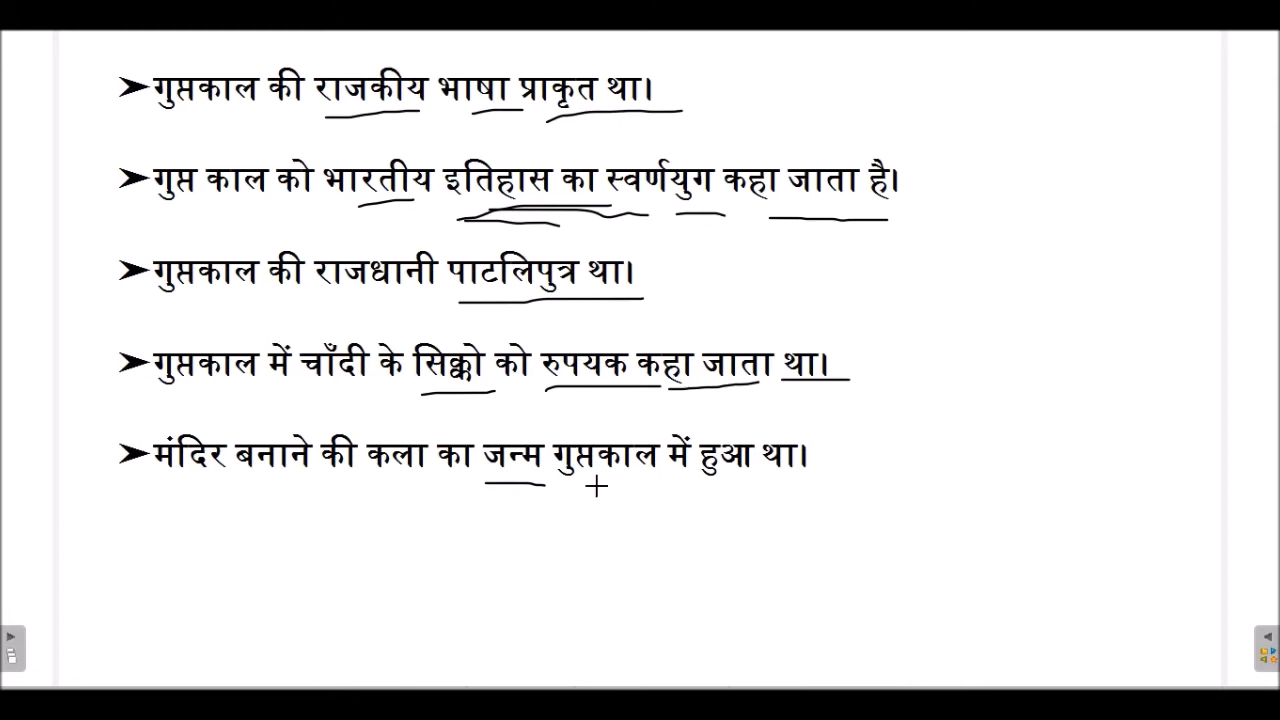 ➤गुप्तकाल की राजकीय भाषा प्राकृत था।
➤गुप्त काल को भारतीय इतिहास का स्वर्णयुग कहा जाता है।
➤गुप्तकाल की राजधानी पाटलिपुत्र था।
➤गुप्तकाल में चाँदी के सिक्को को रुपयक कहा जाता था।
➤मंदिर बनाने की कला का जन्म गुप्तकाल में हुआ था।